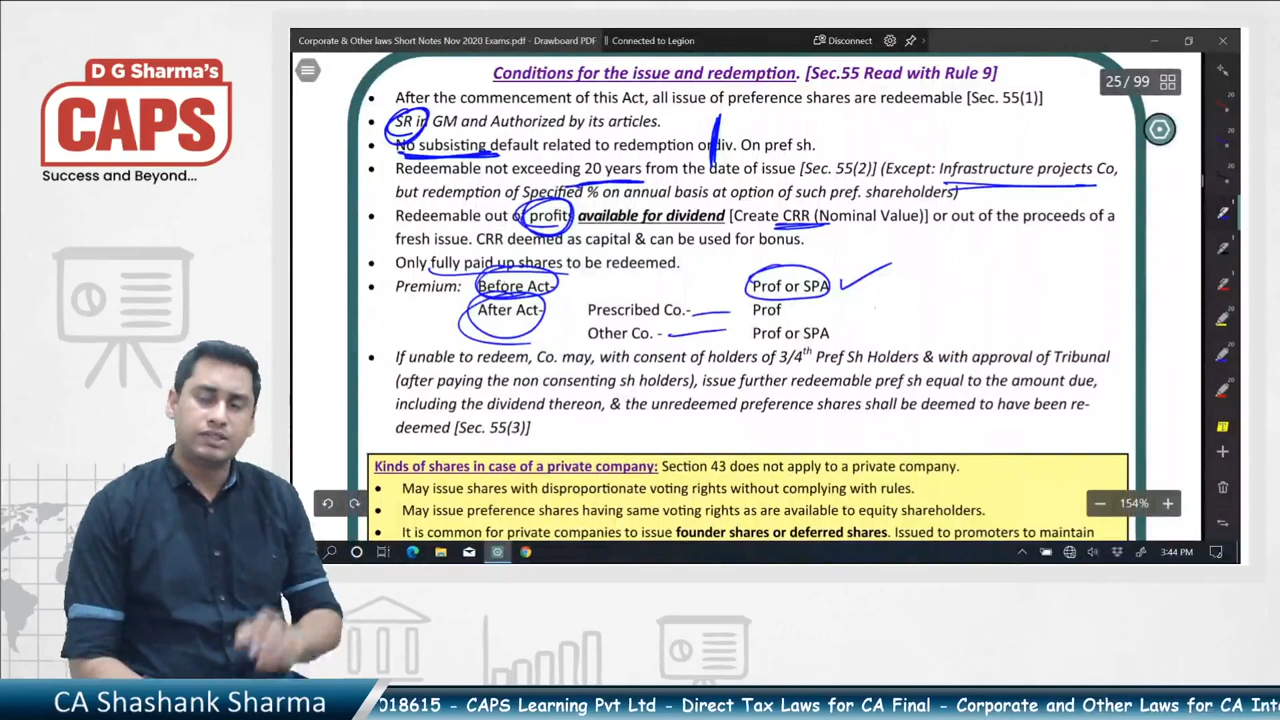 D G Sharma's
CAPS
Success and Beyond...
Corporate & Other laws Short Notes Nov 2020 Exams.pdf - Drawboard PDF
Connected to Legion
Disconnect
25 / 99
Conditions for the issue and redemption. [Sec.55 Read with Rule 9]
• After the commencement of this Act, all issue of preference shares are redeemable [Sec. 55(1)]
• SR in GM and Authorized by its articles.
• No subsisting default related to redemption or div. On pref sh.
• Redeemable not exceeding 20 years from the date of issue [Sec. 55(2)] (Except: Infrastructure projects Co,
but redemption of Specified % on annual basis at option of such pref. shareholders)
• Redeemable out of profits available for dividend [Create CRR (Nominal Value)] or out of the proceeds of a
fresh issue. CRR deemed as capital & can be used for bonus.
• Only fully paid up shares to be redeemed.
• Premium: Before Act- Prof or SPA
After Act- Prescribed Co.- Prof
Other Co. - Prof or SPA
• If unable to redeem, Co. may, with consent of holders of 3/4th Pref Sh Holders & with approval of Tribunal
(after paying the non consenting sh holders), issue further redeemable pref sh equal to the amount due,
including the dividend thereon, & the unredeemed preference shares shall be deemed to have been re-
deemed [Sec. 55(3)]
Kinds of shares in case of a private company: Section 43 does not apply to a private company.
• May issue shares with disproportionate voting rights without complying with rules.
• May issue preference shares having same voting rights as are available to equity shareholders.
• It is common for private companies to issue founder shares or deferred shares. Issued to promoters to maintain
154%
3:44 PM
CA Shashank Sharma
018615 - CAPS Learning Pvt Ltd - Direct Tax Laws for CA Final - Corporate and Other Laws for CA Int